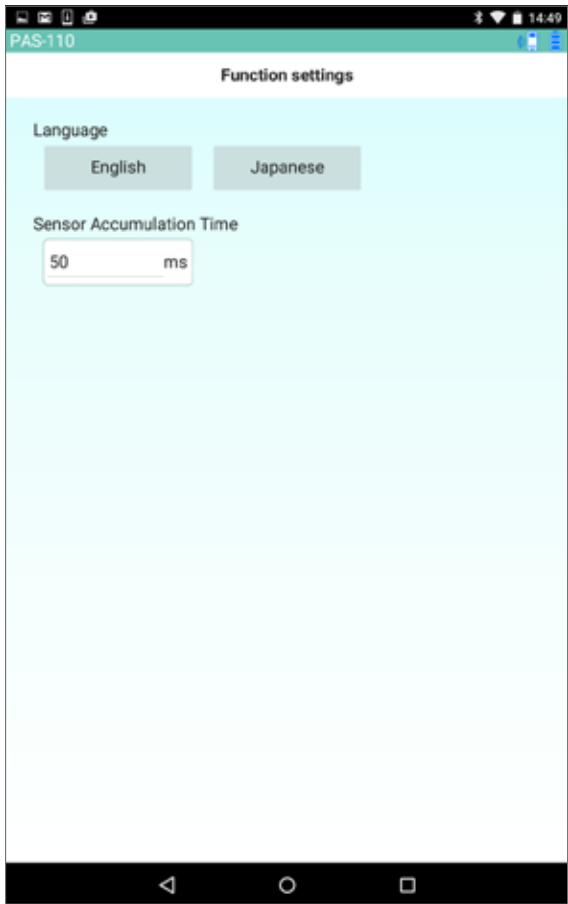 14:49
PAS-110
Function settings
Language
English Japanese
Sensor Accumulation Time
50 ms